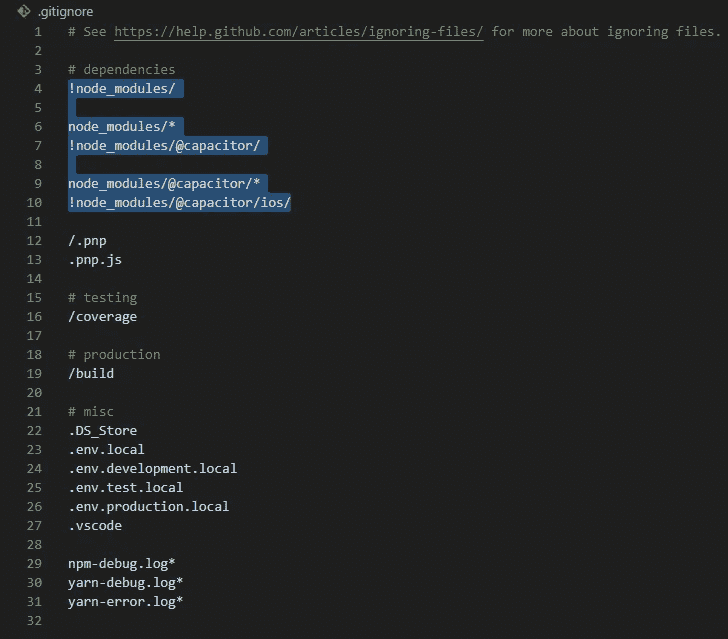 .gitignore
1 # See https://help.github.com/articles/ignoring-files/ for more about ignoring files.
2
3 # dependencies
4 !node_modules/
5
6 node_modules/*
7 !node_modules/@capacitor/
8
9 node_modules/@capacitor/*
10 !node_modules/@capacitor/ios/
11
12 /.pnp
13 .pnp.js
14
15 # testing
16 /coverage
17
18 # production
19 /build
20
21 # misc
22 .DS_Store
23 .env.local
24 .env.development.local
25 .env.test.local
26 .env.production.local
27 .vscode
28
29 npm-debug.log*
30 yarn-debug.log*
31 yarn-error.log*
32